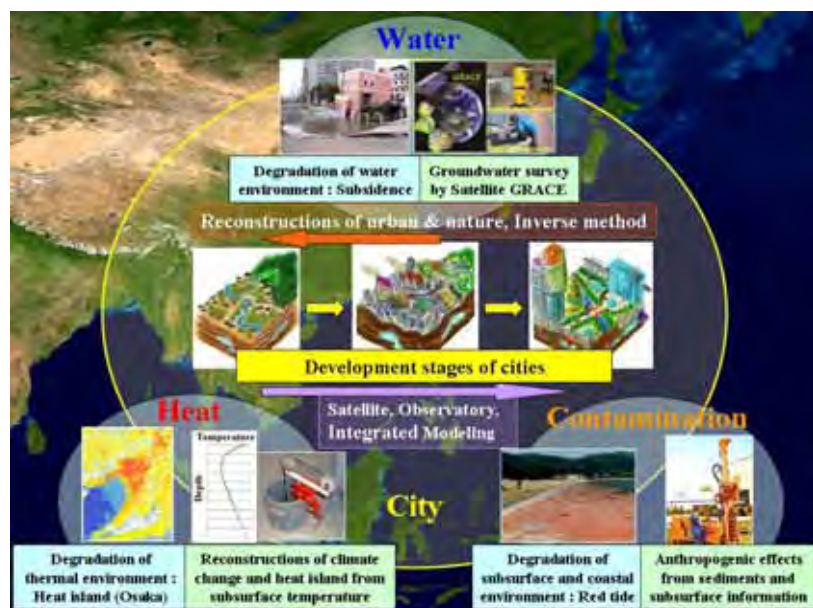 Water
GRACE
Degradation of water
environment : Subsidence
Groundwater survey
by Satellite GRACE
Reconstructions of urban & nature, Inverse method
Development stages of cities
Satellite, Observatory,
Integrated Modeling
Heat
Temperature
Depth
City
Contamination
Degradation of
thermal environment :
Heat island (Osaka)
Reconstructions of climate
change and heat island from
subsurface temperature
Degradation of
subsurface and coastal
environment : Red tide
Anthropogenic effects
from sediments and
subsurface information